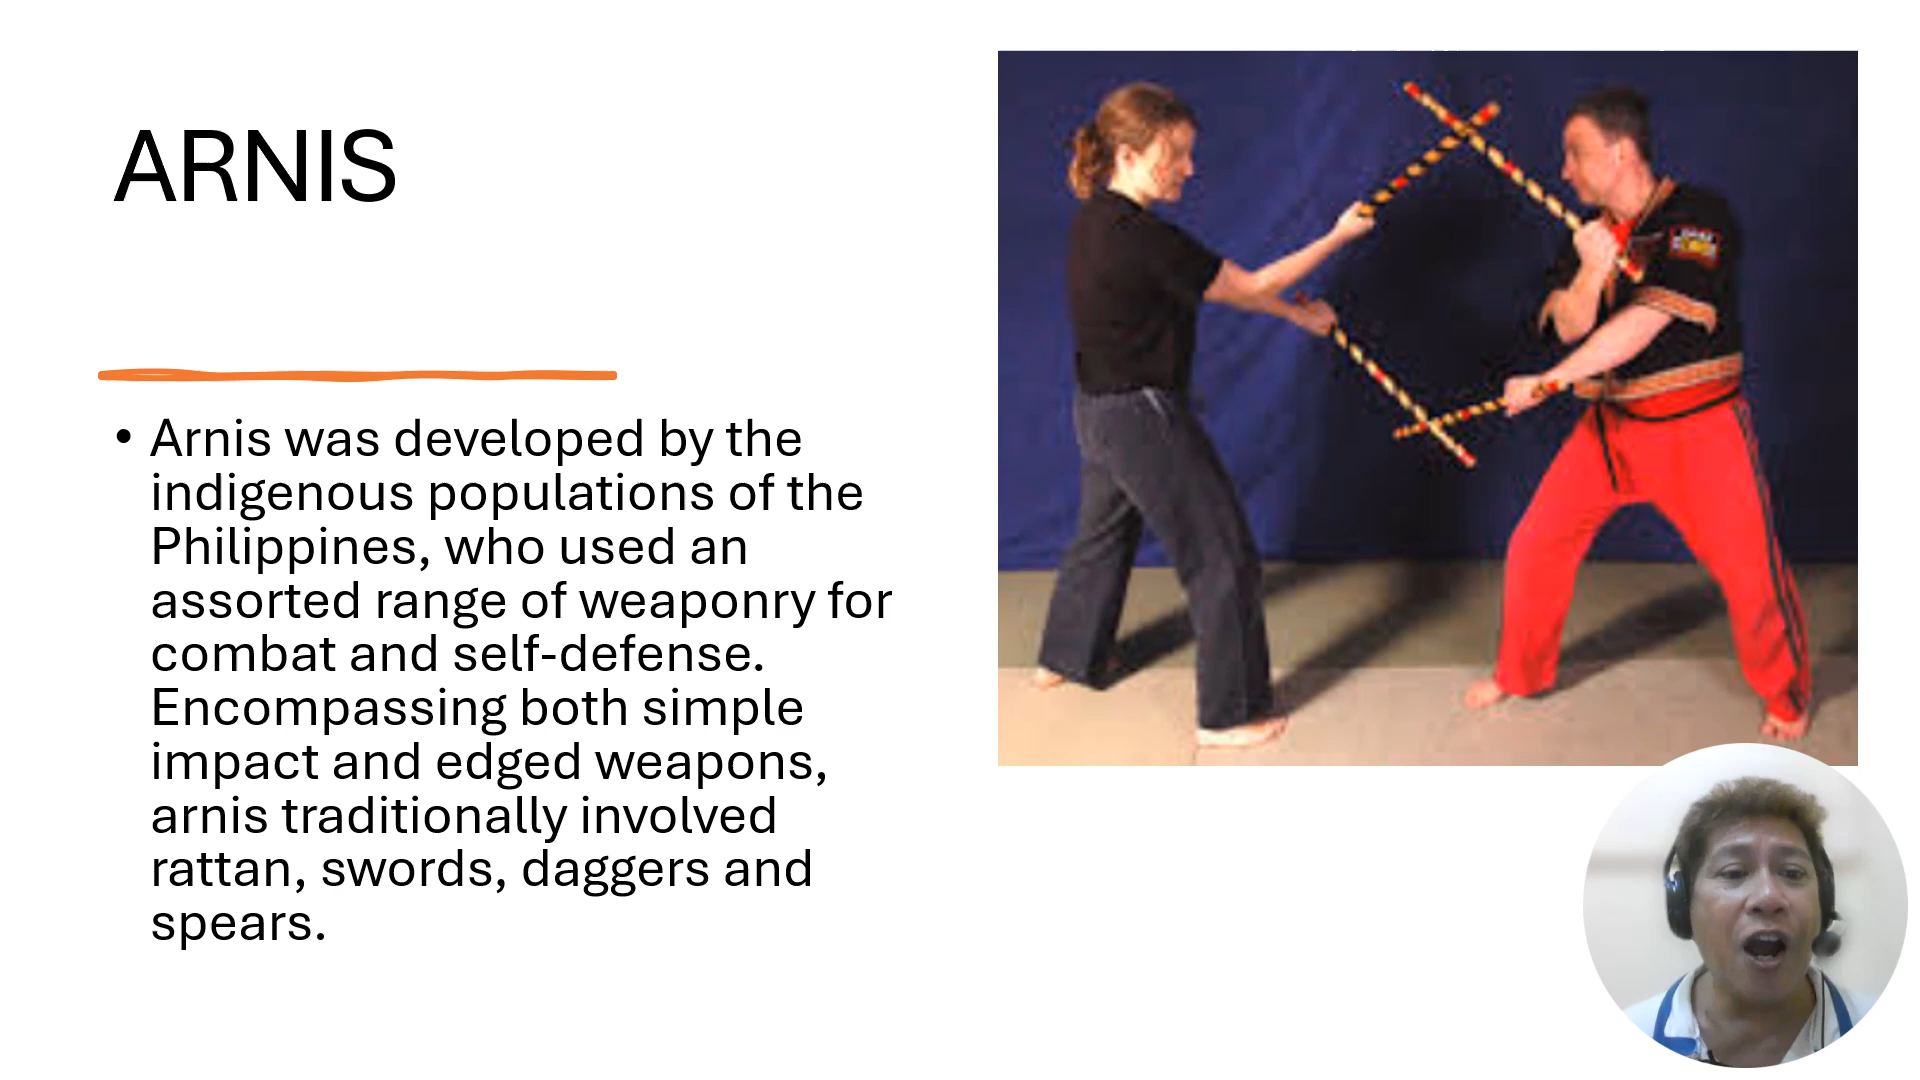 ARNIS
• Arnis was developed by the
indigenous populations of the
Philippines, who used an
assorted range of weaponry for
combat and self-defense.
Encompassing both simple
impact and edged weapons,
arnis traditionally involved
rattan, swords, daggers and
spears.